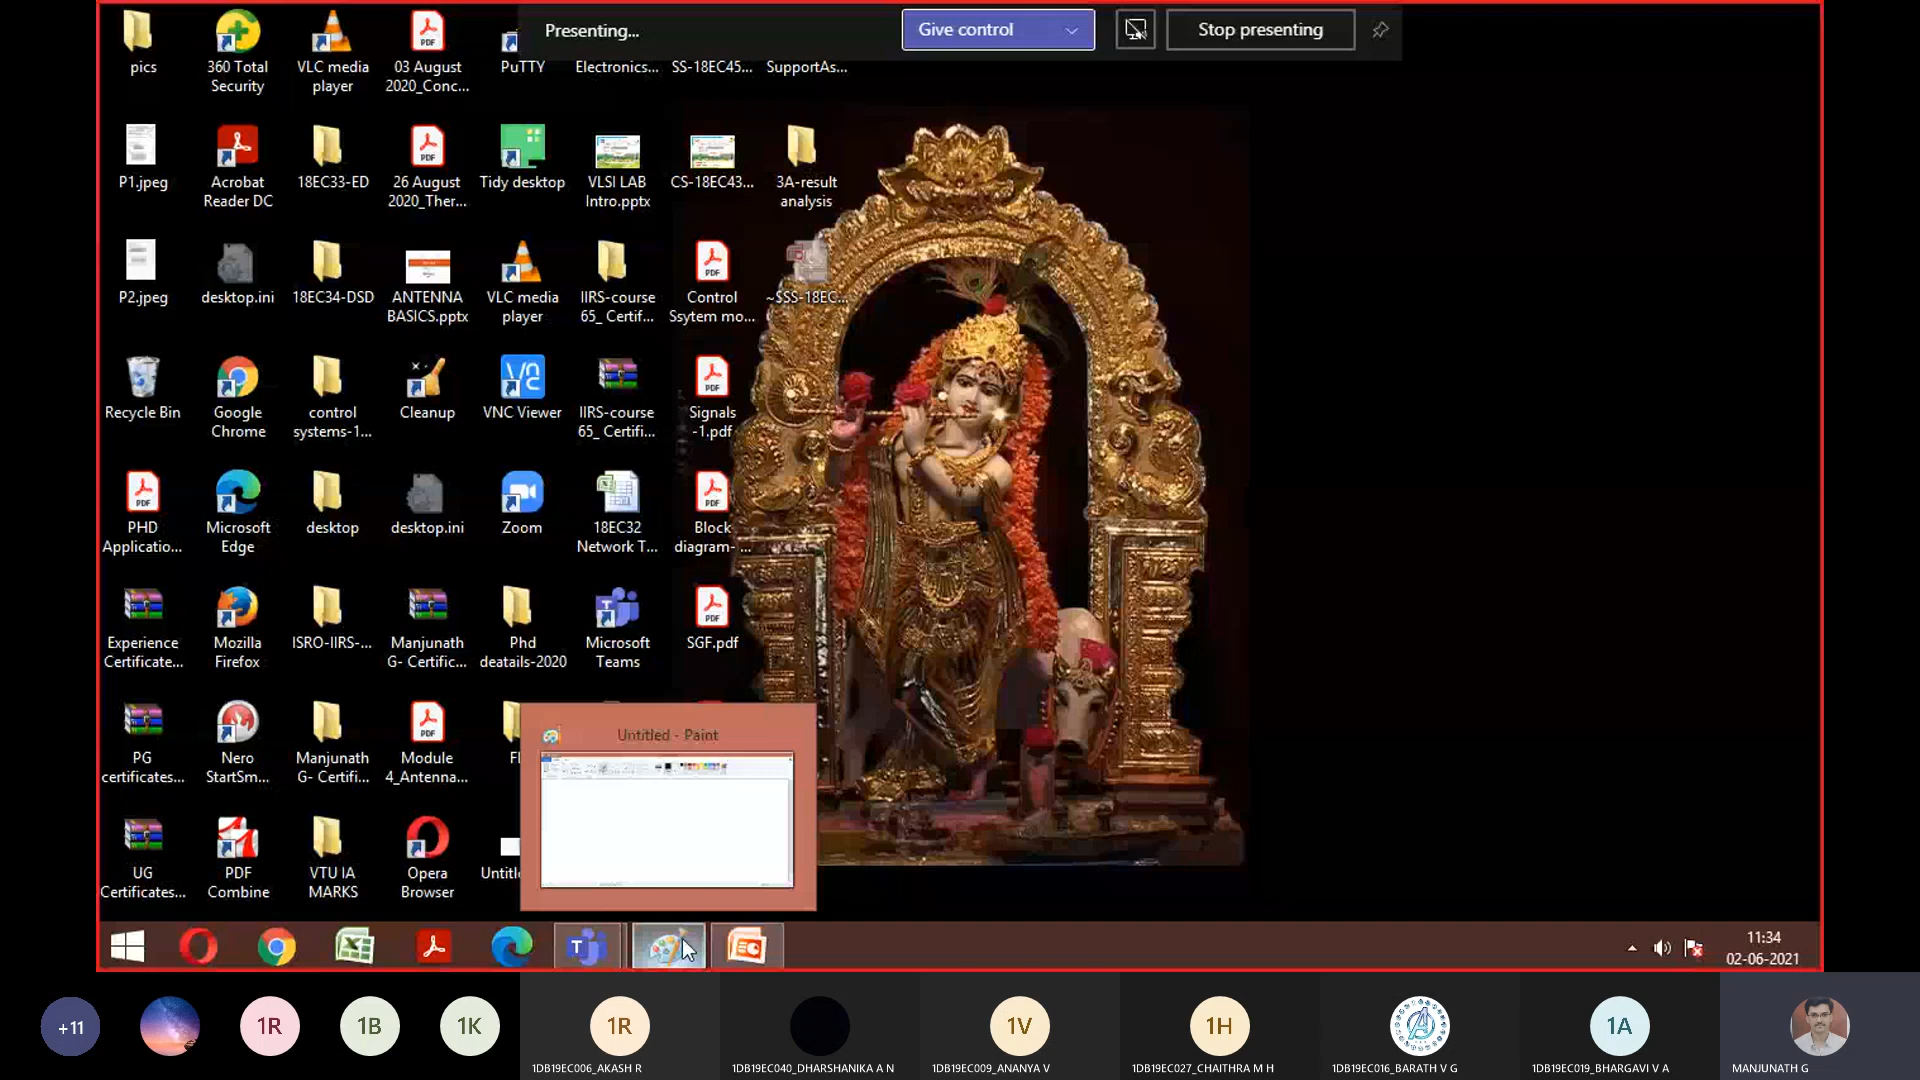 Presenting...
Give control
Stop presenting
pics
360 Total
Security
VLC media
player
03 August
2020_Conc...
PuTTY
Electronics...
SS-18EC45...
SupportAs...
P1.jpeg
Acrobat
Reader DC
18EC33-ED
26 August
2020_Ther...
Tidy desktop
VLSI LAB
Intro.pptx
CS-18EC43...
3A-result
analysis
P2.jpeg
desktop.ini
18EC34-DSD
ANTENNA
BASICS.pptx
VLC media
player
IIRS-course
65_ Certif...
Control
Ssytem mo...
~$SS-18EC...
Recycle Bin
Google
Chrome
control
systems-1...
Cleanup
VNC Viewer
IIRS-course
65_ Certifi...
Signals
-1.pdf
PHD
Applicatio...
Microsoft
Edge
desktop
desktop.ini
Zoom
18EC32
Network T...
Block
diagram- ...
Experience
Certificate...
Mozilla
Firefox
ISRO-IIRS-...
Manjunath
G- Certific...
Phd
deatails-2020
Microsoft
Teams
SGF.pdf
PG
certificates...
Nero
StartSm...
Manjunath
G- Certifi...
Module
4_Antenna...
Untitled - Paint
UG
Certificates...
PDF
Combine
VTU IA
MARKS
Opera
Browser
11:34
02-06-2021
+11
1R
1B
1K
1R
1V
1H
1A
1DB19EC006_AKASH R
1DB19EC040_DHARSHANIKA A N
1DB19EC009_ANANYA V
1DB19EC027_CHAITHRA M H
1DB19EC016_BARATH V G
1DB19EC019_BHARGAVI V A
MANJUNATH G